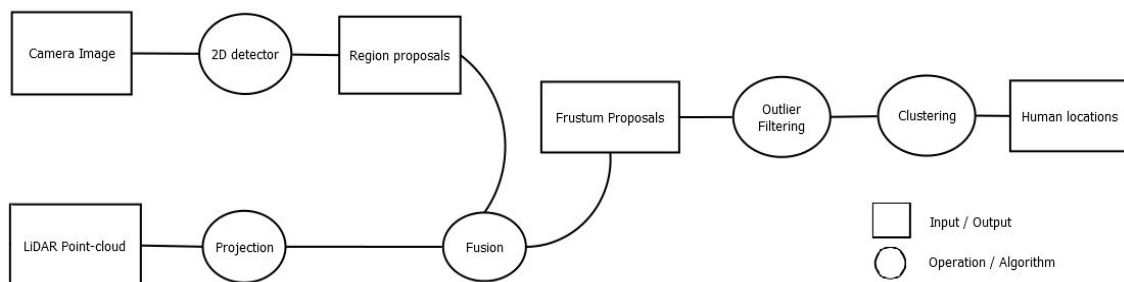 Camera Image
2D detector
Region proposals
Frustum Proposals
Outlier
Filtering
Clustering
Human locations
LiDAR Point-cloud
Projection
Fusion
Input / Output
Operation / Algorithm